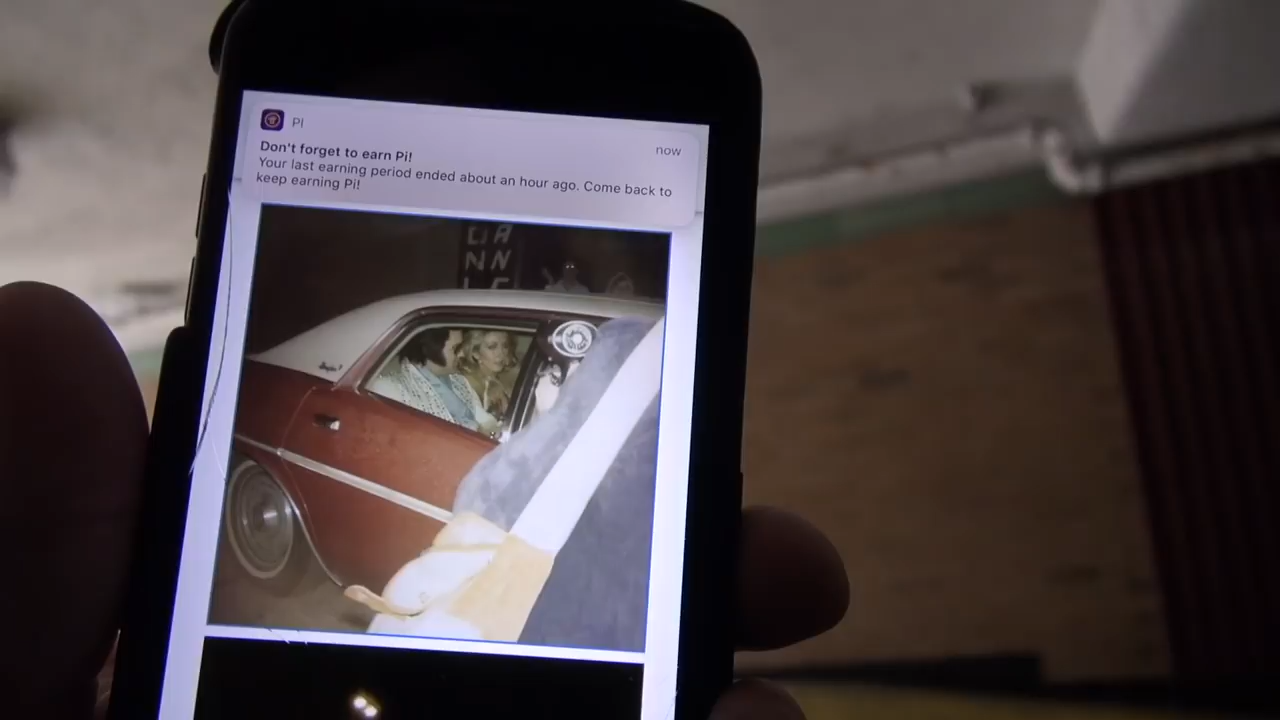 PI
now
Don't forget to earn Pi!
Your last earning period ended about an hour ago. Come back to
keep earning Pi!